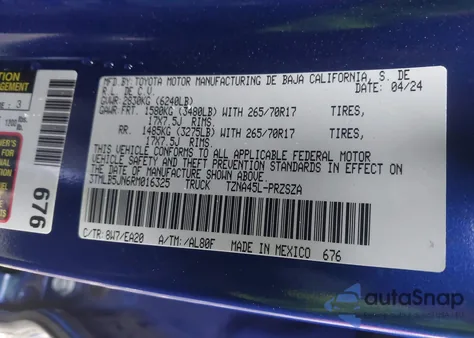 MFD.BY: TOYOTA MOTOR MANUFACTURING DE BAJA CALIFORNIA, S. DE
R. L. DE C. V. DATE: 04/24
GVWR: 2830KG (6240LB)
GAWR: FRT. 1580KG (3480LB) WITH 265/70R17 TIRES,
17X7.5J RIMS.
RR. 1485KG (3275LB) WITH 265/70R17 TIRES,
17X7.5J RIMS.
THIS VEHICLE CONFORMS TO ALL APPLICABLE FEDERAL MOTOR
VEHICLE SAFETY AND THEFT PREVENTION STANDARDS IN EFFECT ON
THE DATE OF MANUFACTURE SHOWN ABOVE.
3TMLB5JN6RM016325 TRUCK TZNA45L-PRZSZA
C/TR: 8W7/EA20 A/TM: /AL80F MADE IN MEXICO 676
676
autoSnap